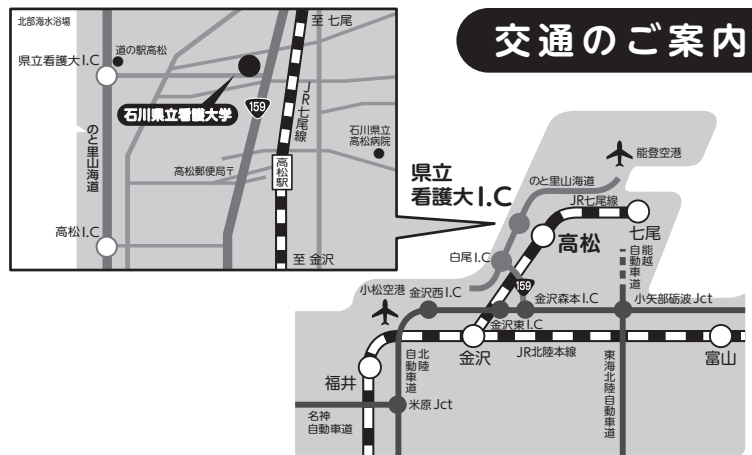 交通のご案内
北部海水浴場
至 七尾
県立看護大I.C
道の駅高松
石川県立看護大学
159
JR七尾線
のと里山海道
石川県立
高松病院
高松郵便局〒
高松駅
高松I.C
至 金沢
能登空港
県立
看護大I.C
のと里山海道
JR七尾線
七尾
高松
白尾I.C
能越
自動車道
159
小松空港
金沢西I.C
金沢森本I.C
小矢部砺波Jct
金沢東I.C
金沢
JR北陸本線
富山
福井
北陸
自動車道
東海北陸自動車道
米原Jct
名神
自動車道